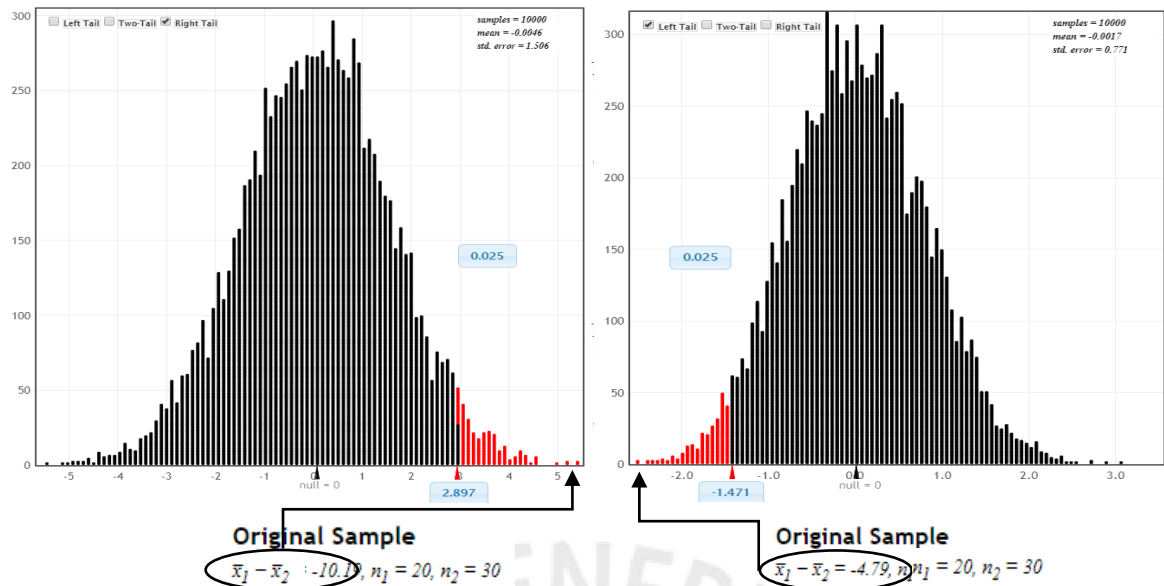 Left Tail Two-Tail Right Tail
samples = 10000
mean = -0.0046
std. error = 1.506
300
250
200
150
100
50
0
0.025
-5 -4 -3 -2 -1 0 1 2 3 4 5
null = 0
2.897
Original Sample
x̄₁ − x̄₂ : -10.19, n₁ = 20, n₂ = 30
Left Tail Two-Tail Right Tail
samples = 10000
mean = -0.0017
std. error = 0.771
300
250
200
150
100
50
0
0.025
-2.0 -1.0 0.0 1.0 2.0 3.0
null = 0
-1.471
Original Sample
x̄₁ − x̄₂ = -4.79, n₁ n₁ = 20, n₂ = 30